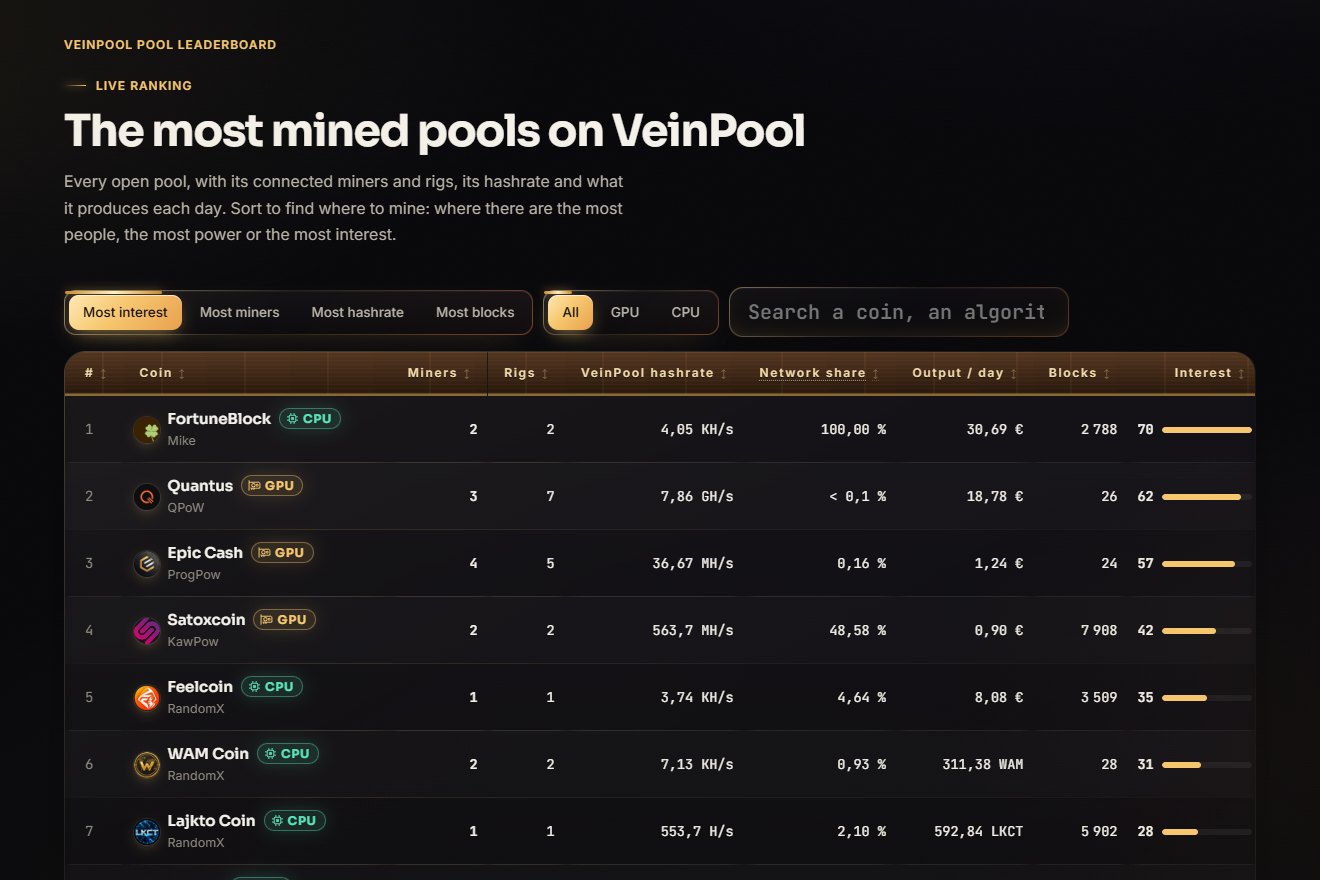 VEINPOOL POOL LEADERBOARD
LIVE RANKING
The most mined pools on VeinPool
Every open pool, with its connected miners and rigs, its hashrate and what
it produces each day. Sort to find where to mine: where there are the most
people, the most power or the most interest.
Most interest Most miners Most hashrate Most blocks All GPU CPU Search a coin, an algorit
# ↕ Coin ↕ Miners ↕ Rigs ↕ VeinPool hashrate ↕ Network share ↕ Output / day ↕ Blocks ↕ Interest ↕
1 FortuneBlock CPU 2 2 4,05 KH/s 100,00 % 30,69 € 2 788 70
Mike
2 Quantus GPU 3 7 7,86 GH/s < 0,1 % 18,78 € 26 62
QPoW
3 Epic Cash GPU 4 5 36,67 MH/s 0,16 % 1,24 € 24 57
ProgPow
4 Satoxcoin GPU 2 2 563,7 MH/s 48,58 % 0,90 € 7 908 42
KawPow
5 Feelcoin CPU 1 1 3,74 KH/s 4,64 % 8,08 € 3 509 35
RandomX
6 WAM Coin CPU 2 2 7,13 KH/s 0,93 % 311,38 WAM 28 31
RandomX
7 LKCT Lajkto Coin CPU 1 1 553,7 H/s 2,10 % 592,84 LKCT 5 902 28
RandomX